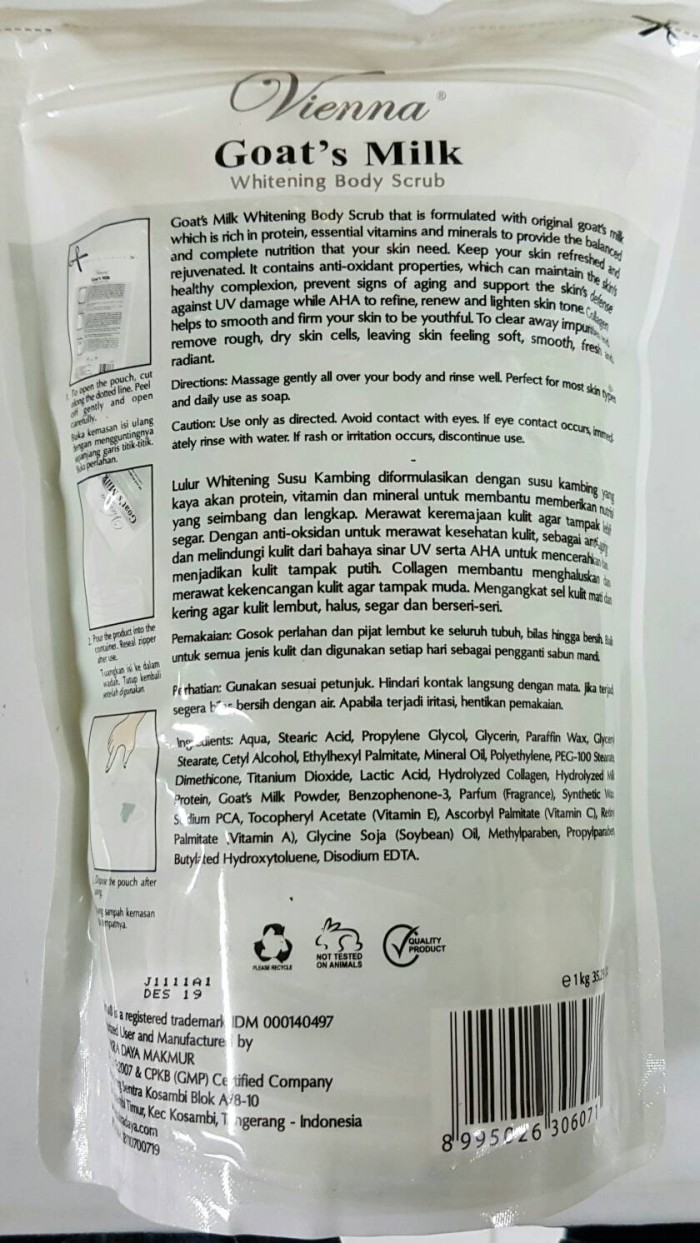 Vienna®
Goat's Milk
Whitening Body Scrub
Goat's Milk Whitening Body Scrub that is formulated with original goat's milk
which is rich in protein, essential vitamins and minerals to provide the balanced
and complete nutrition that your skin need. Keep your skin refreshed and
rejuvenated. It contains anti-oxidant properties, which can maintain the skin's
healthy complexion, prevent signs of aging and support the skin's defense
against UV damage while AHA to refine, renew and lighten skin tone. Collagen
helps to smooth and firm your skin to be youthful. To clear away impurities and
remove rough, dry skin cells, leaving skin feeling soft, smooth, fresh and
radiant.
Directions: Massage gently all over your body and rinse well. Perfect for most skin types
and daily use as soap.
Caution: Use only as directed. Avoid contact with eyes. If eye contact occurs, immedi
ately rinse with water. If rash or irritation occurs, discontinue use.
Lulur Whitening Susu Kambing diformulasikan dengan susu kambing yang
kaya akan protein, vitamin dan mineral untuk membantu memberikan nutrisi
yang seimbang dan lengkap. Merawat keremajaan kulit agar tampak
segar. Dengan anti-oksidan untuk merawat kesehatan kulit, sebagai
dan melindungi kulit dari bahaya sinar UV serta AHA untuk
menjadikan kulit tampak putih. Collagen membantu menghaluskan
merawat kekencangan kulit agar tampak muda. Mengangkat sel kulit mati dan
kering agar kulit lembut, halus, segar dan berseri-seri.
Pemakaian: Gosok perlahan dan pijat lembut ke seluruh tubuh, bilas hingga bersih.
untuk semua jenis kulit dan digunakan setiap hari sebagai pengganti sabun mandi.
Perhatian: Gunakan sesuai petunjuk. Hindari kontak langsung dengan mata. Jika
segera bersih dengan air. Apabila terjadi iritasi, hentikan pemakaian.
Ingredients: Aqua, Stearic Acid, Propylene Glycol, Glycerin, Paraffin Wax,
Stearate, Cetyl Alcohol, Ethylhexyl Palmitate, Mineral Oil, Polyethylene, PEG-100 Stearate,
Dimethicone, Titanium Dioxide, Lactic Acid, Hydrolyzed Collagen, Hydrolyzed
Protein, Goat's Milk Powder, Benzophenone-3, Parfum (Fragrance), Synthetic
Sodium PCA, Tocopheryl Acetate (Vitamin E), Ascorbyl Palmitate (Vitamin C),
Palmitate (Vitamin A), Glycine Soja (Soybean) Oil, Methylparaben, Propylparaben,
Butylated Hydroxytoluene, Disodium EDTA.
1. To open the pouch, cut
along the dotted line. Peel
off gently and open
carefully.
Buka kemasan isi ulang
dengan mengguntingnya
sepanjang garis titik-titik.
perlahan.
Goat's Milk
2. Pour the product into the
container. Reseal zipper
after use.
Tuangkan isi ke dalam
wadah. Tutup kembali
setelah digunakan.
the pouch after
sampah kemasan
PLEASE RECYCLE
NOT TESTED
ON ANIMALS
QUALITY
PRODUCT
J1111A1
DES 19
e 1 kg
is a registered trademark IDM 000140497
User and Manufacture by
DAYA MAKMUR
2007 & CPKB (GMP) Certified Company
Sentra Kosambi Blok A/8-10
Timur, Kec Kosambi, Tangerang - Indonesia
8 995026 306071